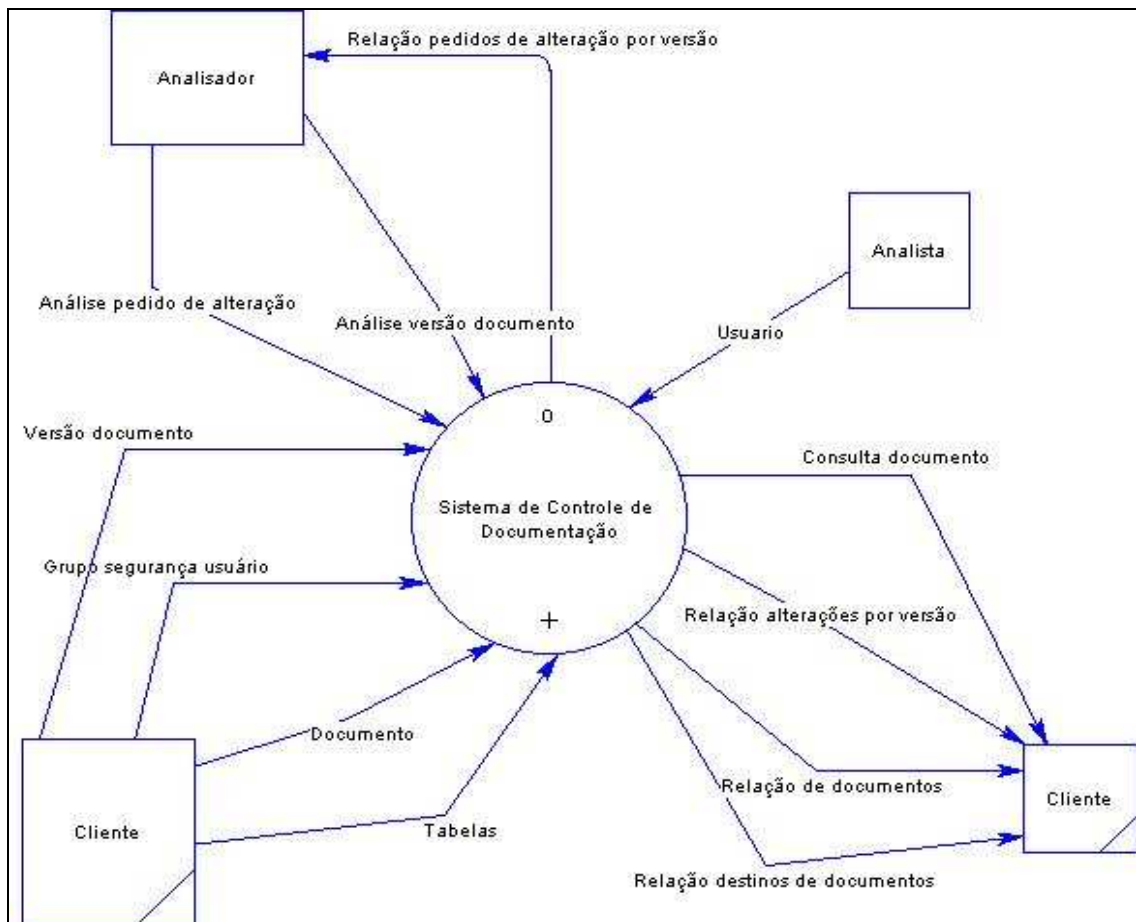 Relação pedidos de alteração por versão
Analisador
Analista
Análise pedido de alteração
Análise versão documento
Usuario
0
Versão documento
Consulta documento
Sistema de Controle de
Documentação
Grupo segurança usuário
Relação alterações por versão
+
Documento
Relação de documentos
Cliente
Tabelas
Cliente
Relação destinos de documentos